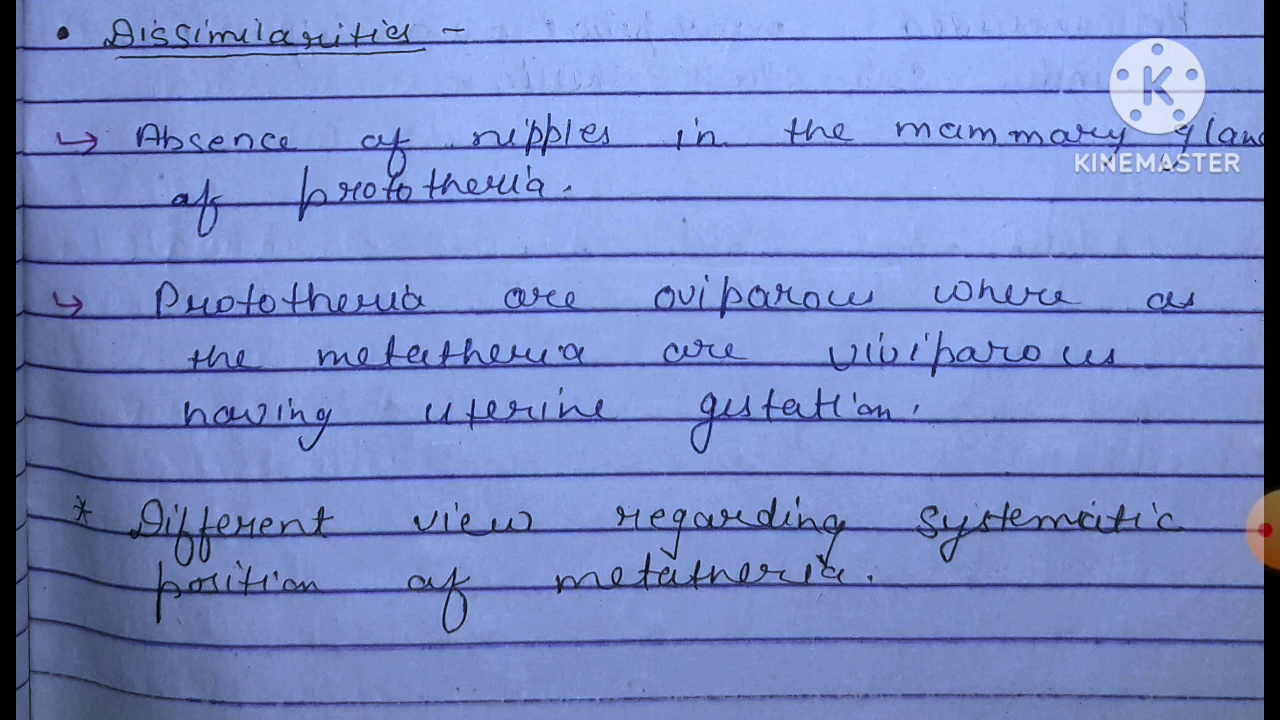 • Dissimilarities -
↳ Absence of nipples in the mammary gland
of prototheria.
↳ Prototheria are oviparous where as
the metatheria are viviparous
having uterine gestation.
* Different view regarding systematic
position of metatheria.
K
KINEMASTER